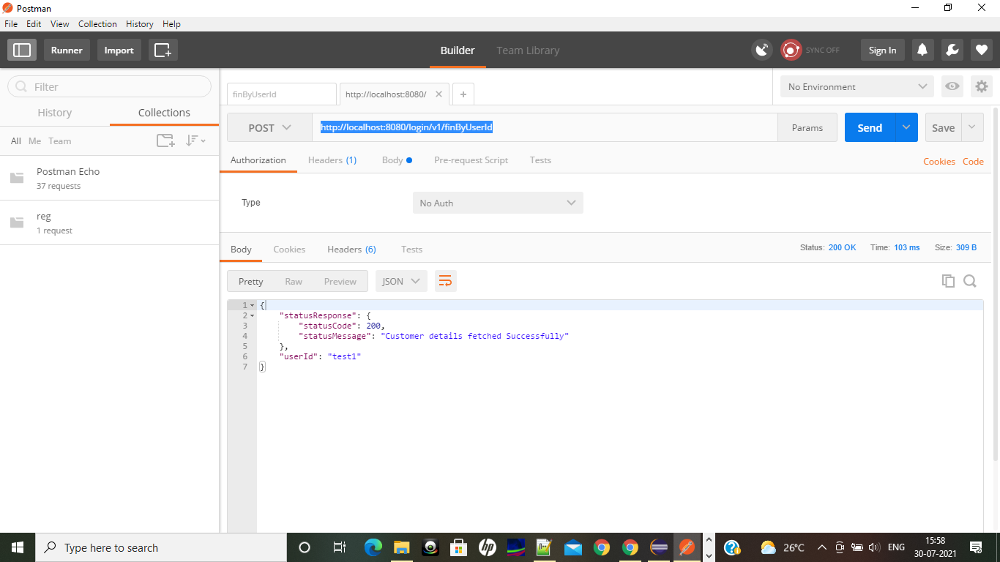 Postman
File Edit View Collection History Help
Runner Import Builder Team Library SYNC OFF Sign In
Filter
History Collections
All Me Team
Postman Echo
37 requests
reg
1 request
finByUserId http://localhost:8080/ No Environment
POST http://localhost:8080/login/v1/finByUserId Params Send Save
Authorization Headers (1) Body Pre-request Script Tests Cookies Code
Type No Auth
Body Cookies Headers (6) Tests Status: 200 OK Time: 103 ms Size: 309 B
Pretty Raw Preview JSON
1 {
2 "statusResponse": {
3 "statusCode": 200,
4 "statusMessage": "Customer details fetched Successfully"
5 },
6 "userId": "test1"
7 }
Type here to search 26°C ENG 15:58
30-07-2021